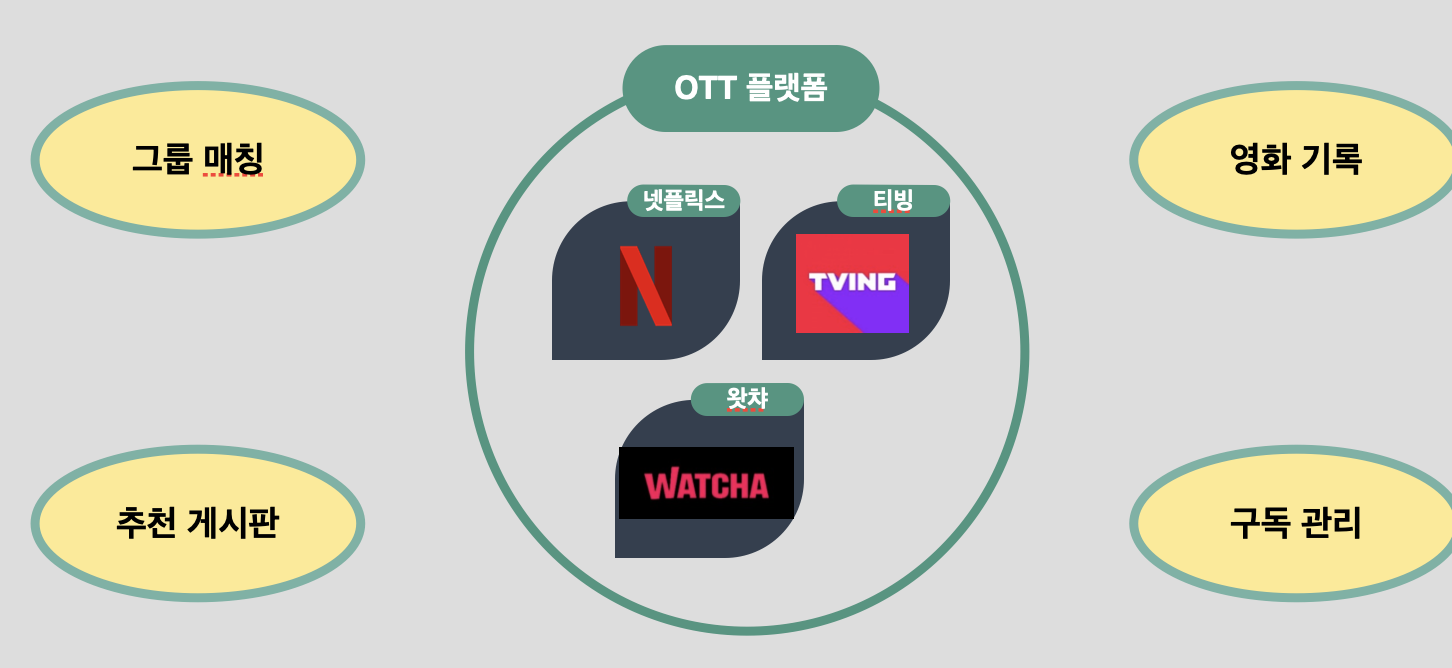 OTT 플랫폼
그룹 매칭
영화 기록
넷플릭스
티빙
TVING
왓챠
WATCHA
추천 게시판
구독 관리